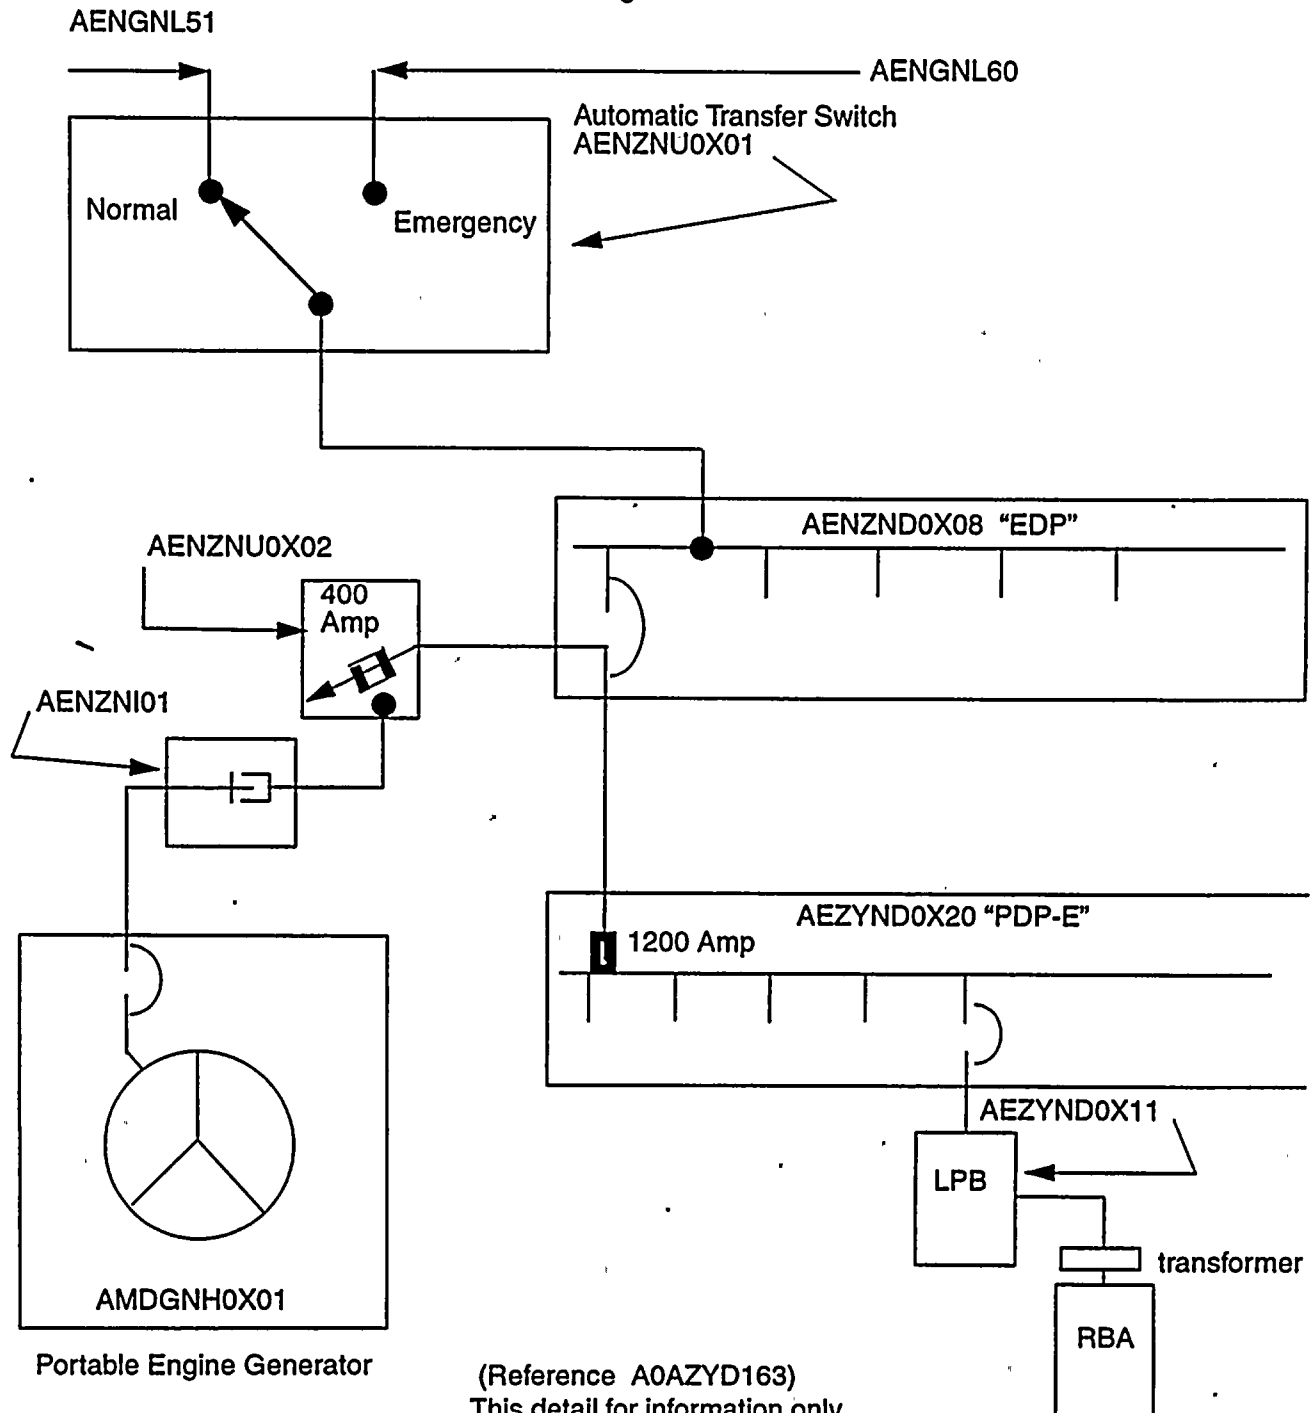 AENGNL51
AENGNL60
Automatic Transfer Switch
AENZNU0X01
Normal
Emergency
AENZND0X08 “EDP”
AENZNU0X02
400
Amp
AENZNI01
AEZYND0X20 “PDP-E”
1200 Amp
AEZYND0X11
LPB
transformer
RBA
AMDGNH0X01
Portable Engine Generator
(Reference A0AZYD163)
This detail for information only